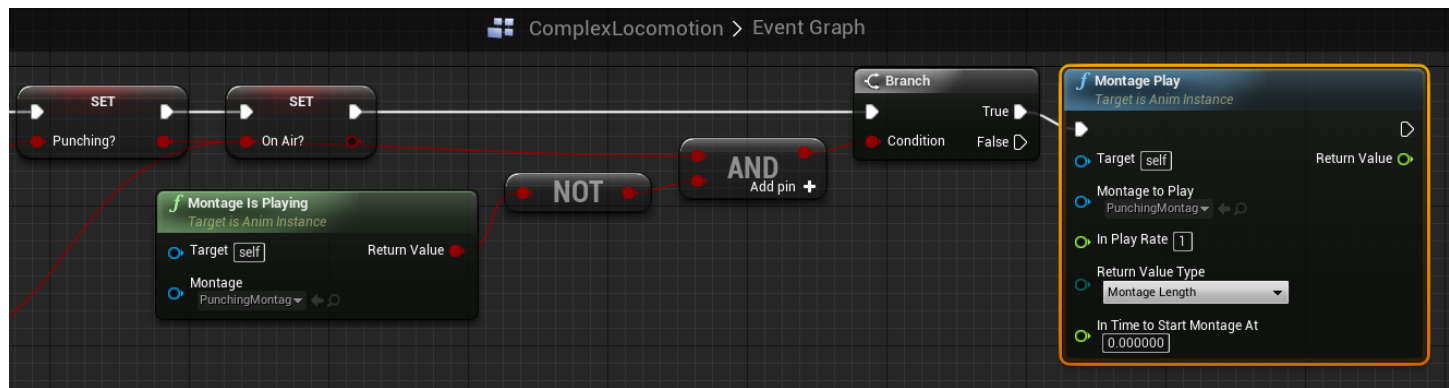 ComplexLocomotion > Event Graph
SET
Punching?
SET
On Air?
f Montage Is Playing
Target is Anim Instance
Target self
Return Value
Montage
PunchingMontag
NOT
AND
Add pin +
Branch
True
Condition
False
f Montage Play
Target is Anim Instance
Target self
Return Value
Montage to Play
PunchingMontag
In Play Rate 1
Return Value Type
Montage Length
In Time to Start Montage At
0.000000